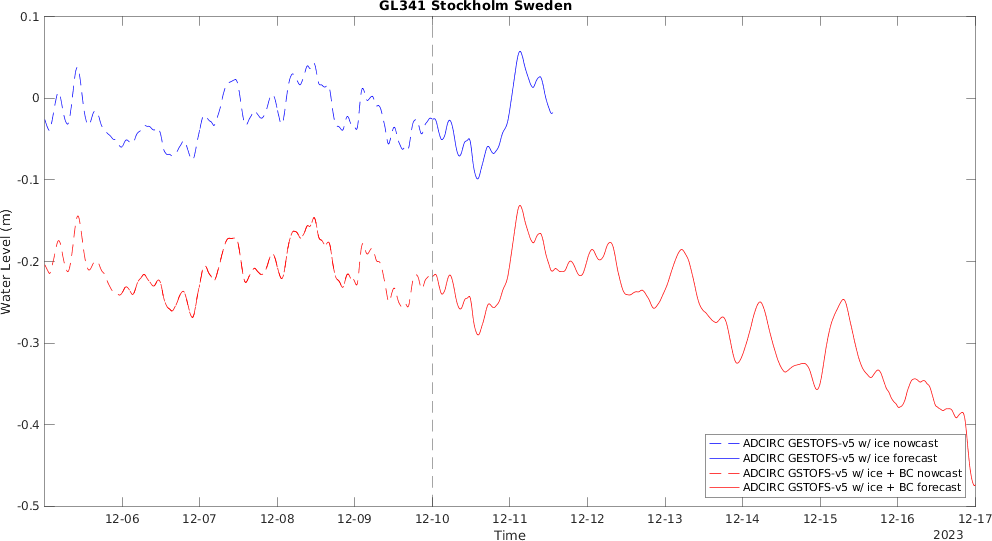 GL341 Stockholm Sweden
0.1
0
-0.1
-0.2
-0.3
-0.4
-0.5
Water Level (m)
12-06 12-07 12-08 12-09 12-10 12-11 12-12 12-13 12-14 12-15 12-16 12-17
Time
2023
ADCIRC GESTOFS-v5 w/ ice nowcast
ADCIRC GESTOFS-v5 w/ ice forecast
ADCIRC GSTOFS-v5 w/ ice + BC nowcast
ADCIRC GSTOFS-v5 w/ ice + BC forecast